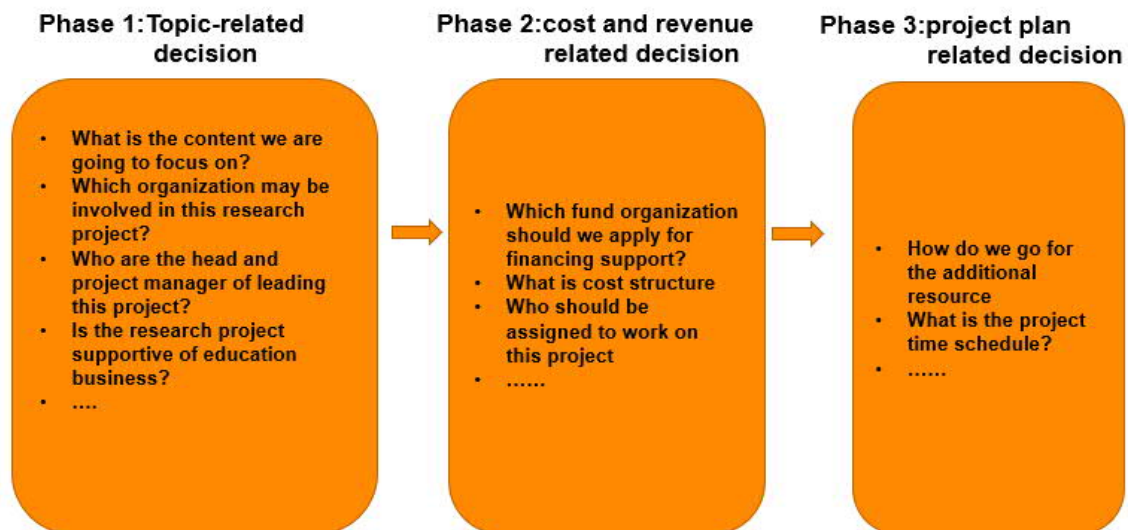 Phase 1:Topic-related
decision
• What is the content we are
going to focus on?
• Which organization may be
involved in this research
project?
• Who are the head and
project manager of leading
this project?
• Is the research project
supportive of education
business?
• ....
Phase 2:cost and revenue
related decision
• Which fund organization
should we apply for
financing support?
• What is cost structure
• Who should be
assigned to work on
this project
• ......
Phase 3:project plan
related decision
• How do we go for
the additional
resource
• What is the project
time schedule?
• ......